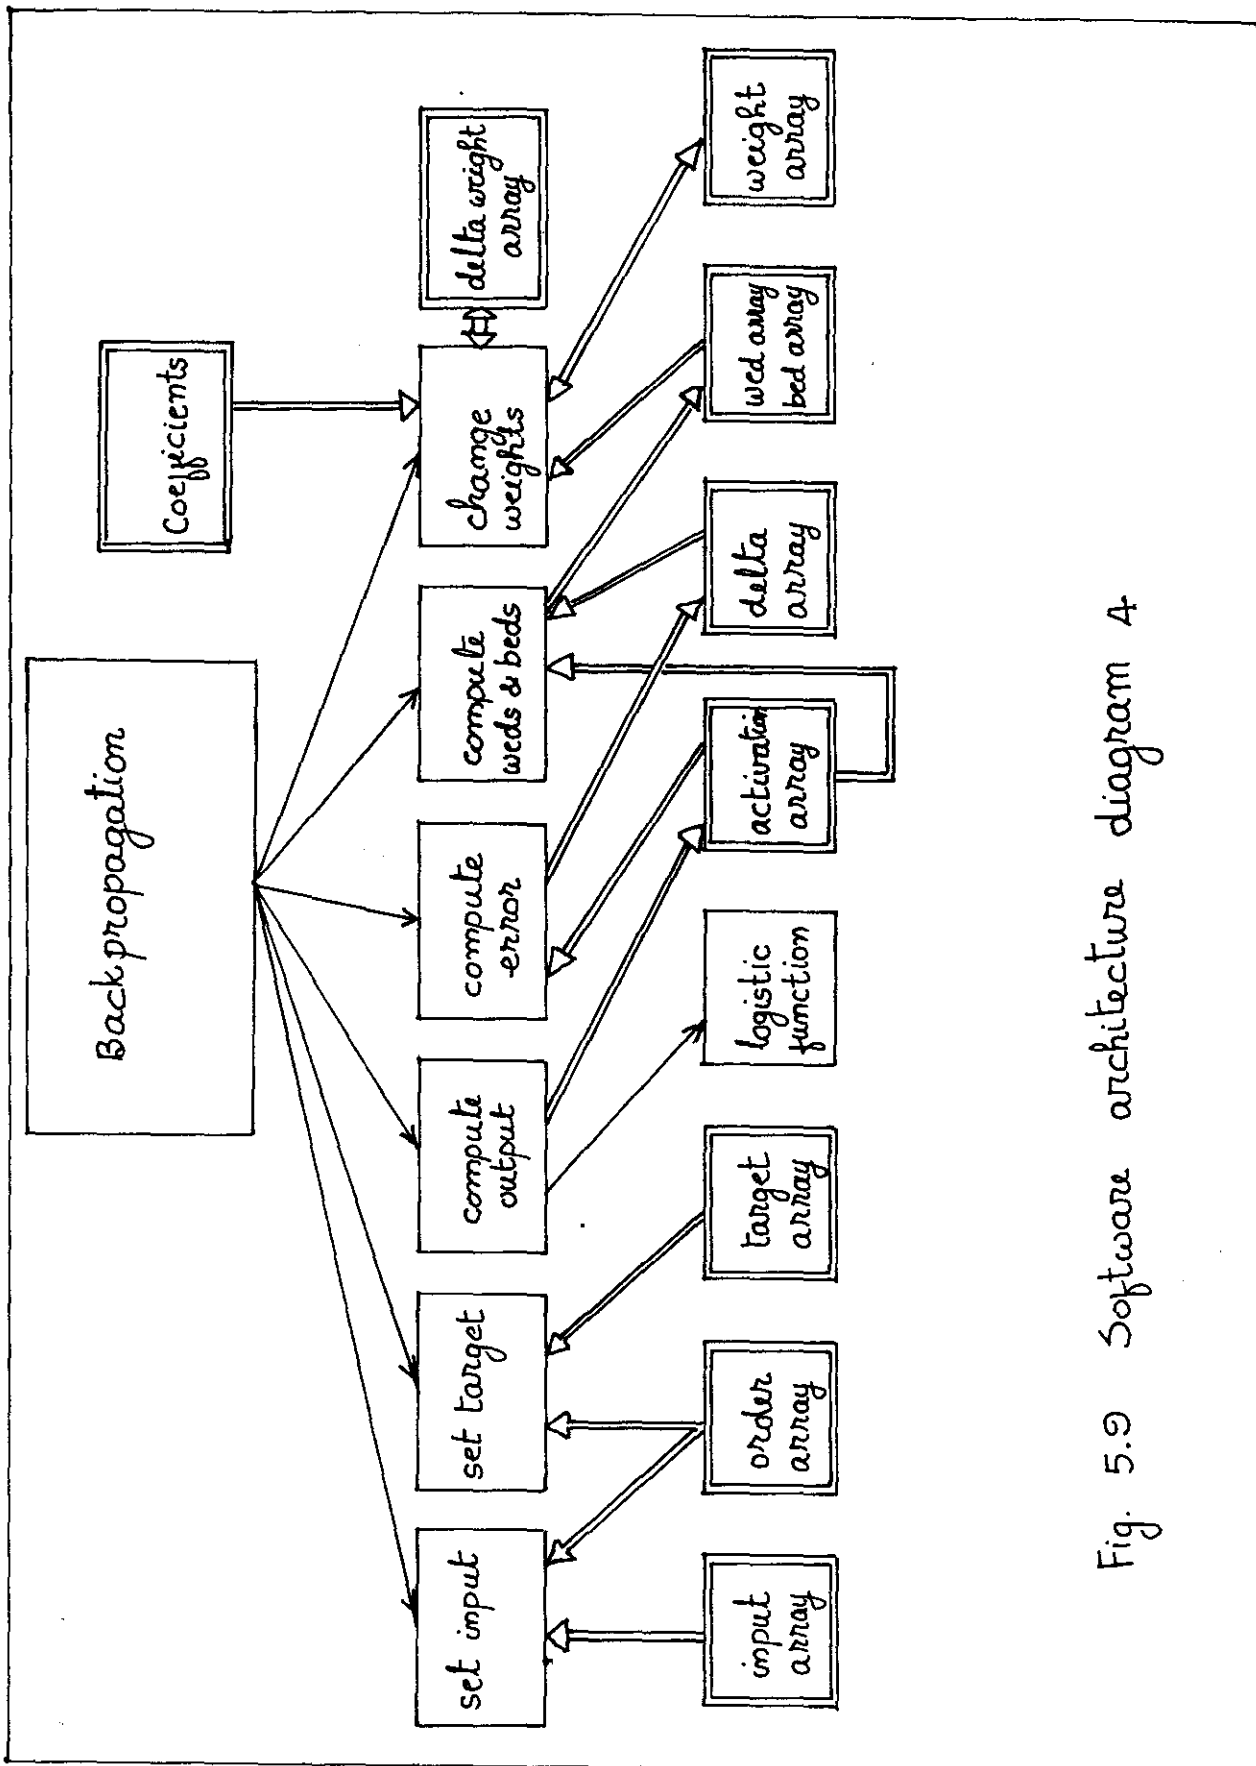 Backpropagation
Coefficients
set input
set target
compute
output
compute
error
compute
weds & beds
change
weights
delta weight
array
input
array
order
array
target
array
logistic
function
activation
array
delta
array
wed array
bed array
weight
array
Fig. 5.9 Software architecture diagram 4